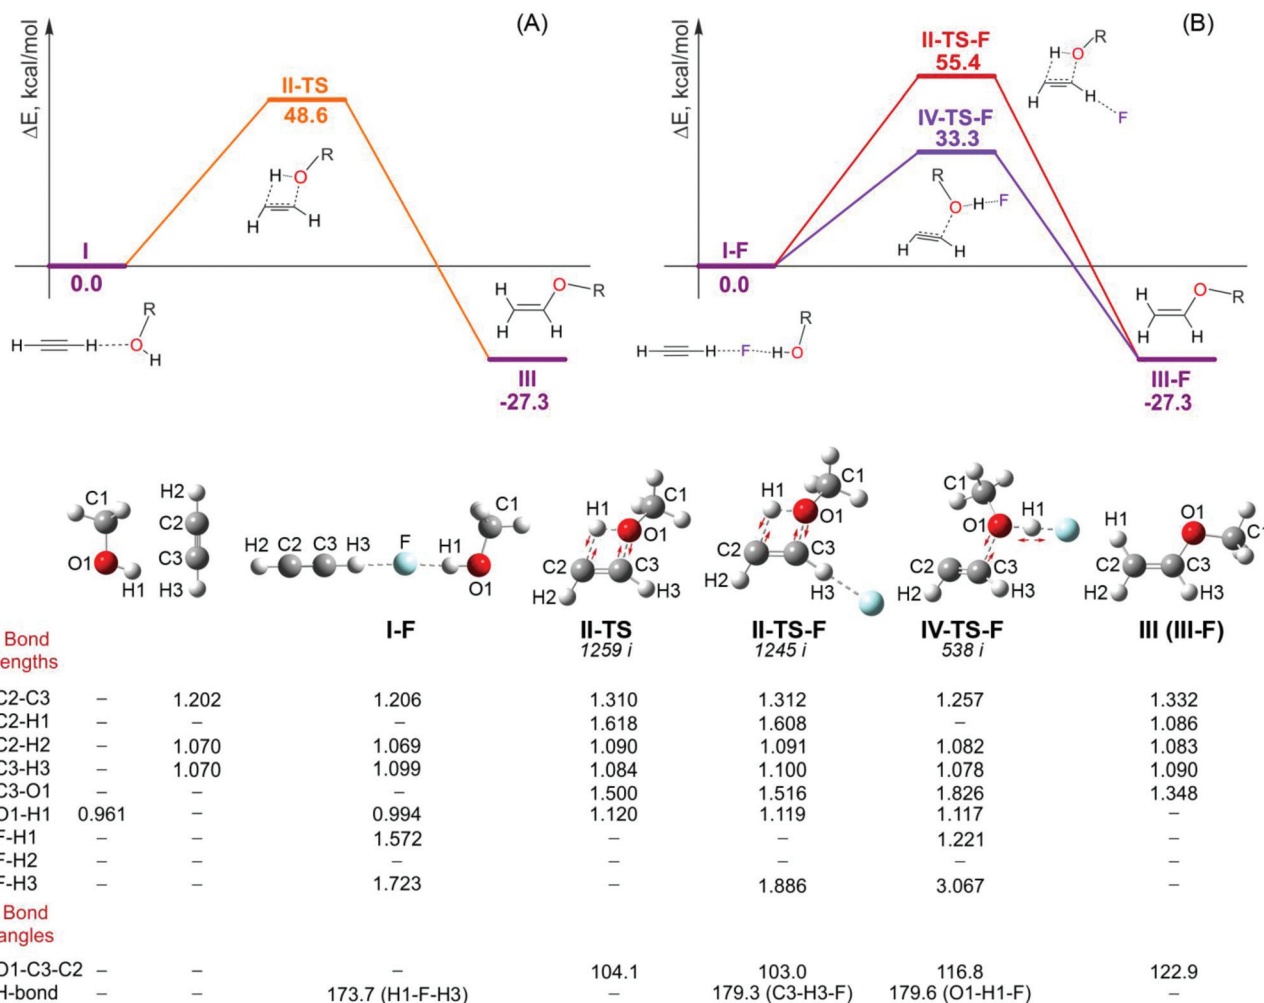 (A)
ΔE, kcal/mol
II-TS
48.6
H O R
H H
I
0.0
H H O R H
H O R
H H
III
-27.3
(B)
ΔE, kcal/mol
II-TS-F
55.4
H O R
H H
F
IV-TS-F
33.3
R
O H F
H H
I-F
0.0
H H F H O R
H O R
H H
III-F
-27.3
C1 O1 H1
H2 C2 C3 H3
H2 C2 C3 H3 F H1 O1 C1
H1 C1 O1 C2 C3 H2 H3
H1 C1 O1 C2 C3 H2 H3
C1 O1 H1 C2 C3 H2 H3
H1 O1 C1 C2 C3 H2 H3
I-F II-TS II-TS-F IV-TS-F III (III-F)
1259 i 1245 i 538 i
Bond
engths
C2-C3 – 1.202 1.206 1.310 1.312 1.257 1.332
C2-H1 – – – 1.618 1.608 – 1.086
C2-H2 – 1.070 1.069 1.090 1.091 1.082 1.083
C3-H3 – 1.070 1.099 1.084 1.100 1.078 1.090
C3-O1 – – – 1.500 1.516 1.826 1.348
O1-H1 0.961 – 0.994 1.120 1.119 1.117 –
F-H1 – – 1.572 – – 1.221 –
F-H2 – – – – – – –
F-H3 – – 1.723 – 1.886 3.067 –
Bond
angles
O1-C3-C2 – – – 104.1 103.0 116.8 122.9
H-bond – – 173.7 (H1-F-H3) – 179.3 (C3-H3-F) 179.6 (O1-H1-F) –